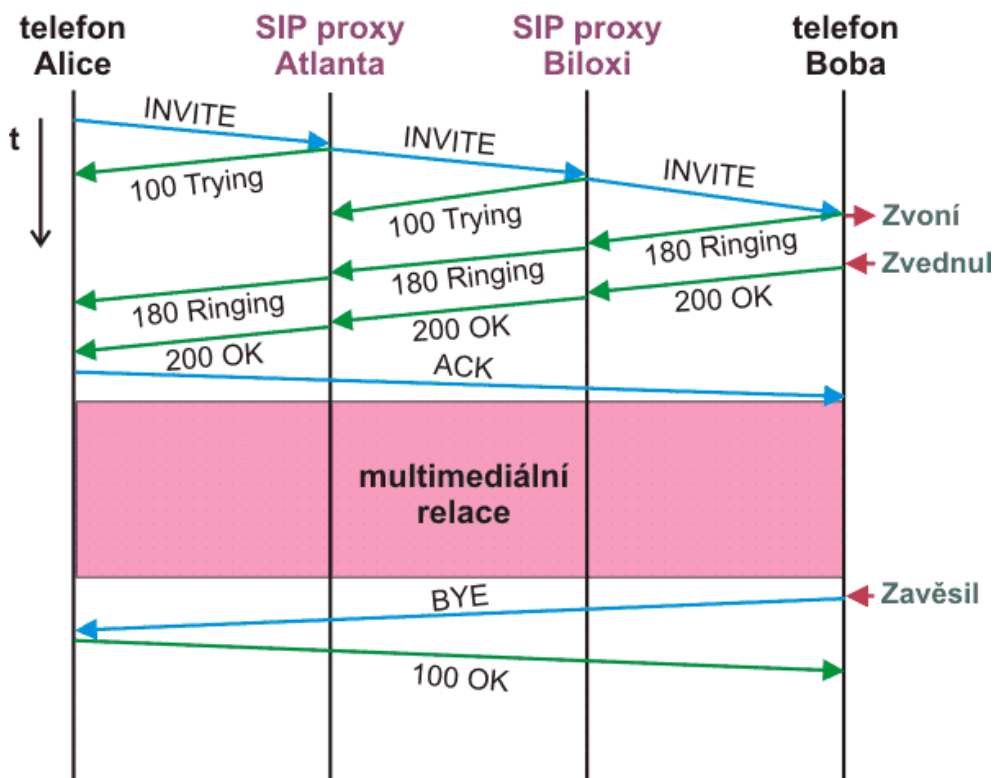 telefon
Alice
SIP proxy
Atlanta
SIP proxy
Biloxi
telefon
Boba
t
INVITE
INVITE
INVITE
100 Trying
100 Trying
Zvoní
180 Ringing
180 Ringing
180 Ringing
Zvednul
200 OK
200 OK
200 OK
ACK
multimediální
relace
BYE
Zavěsil
100 OK